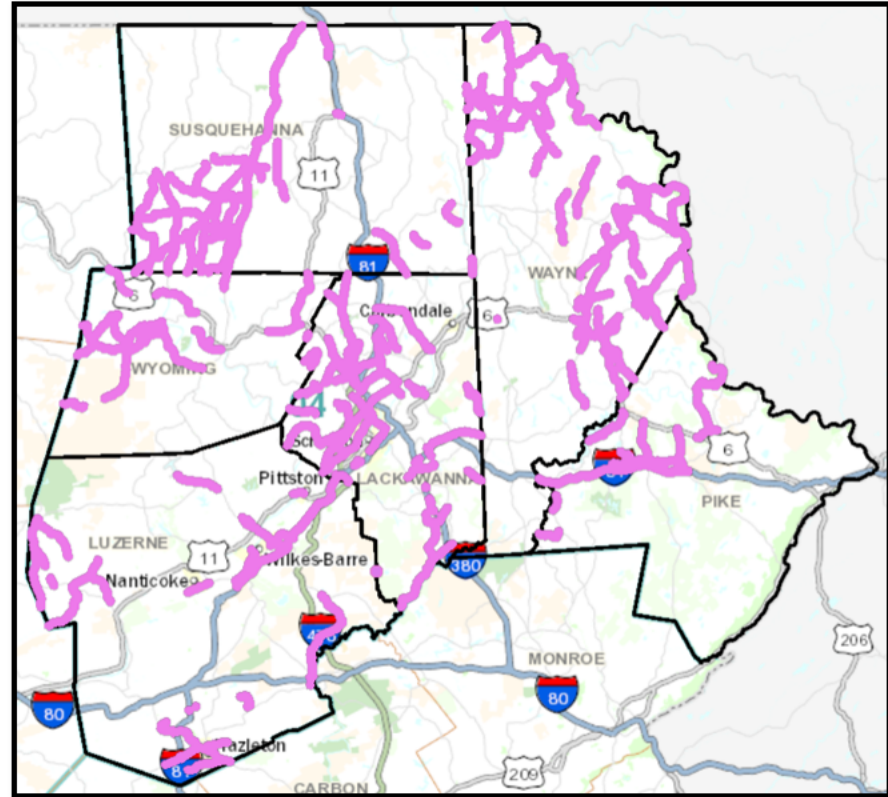 SUSQUEHANNA
11
81
6
WAYN
Carbondale
6
WYOMING
Pittston
LACKAWANNA
6
PIKE
LUZERNE
11
Wilkes-Barre
Nanticoke
380
206
MONROE
80
80
Hazleton
209
CARBON